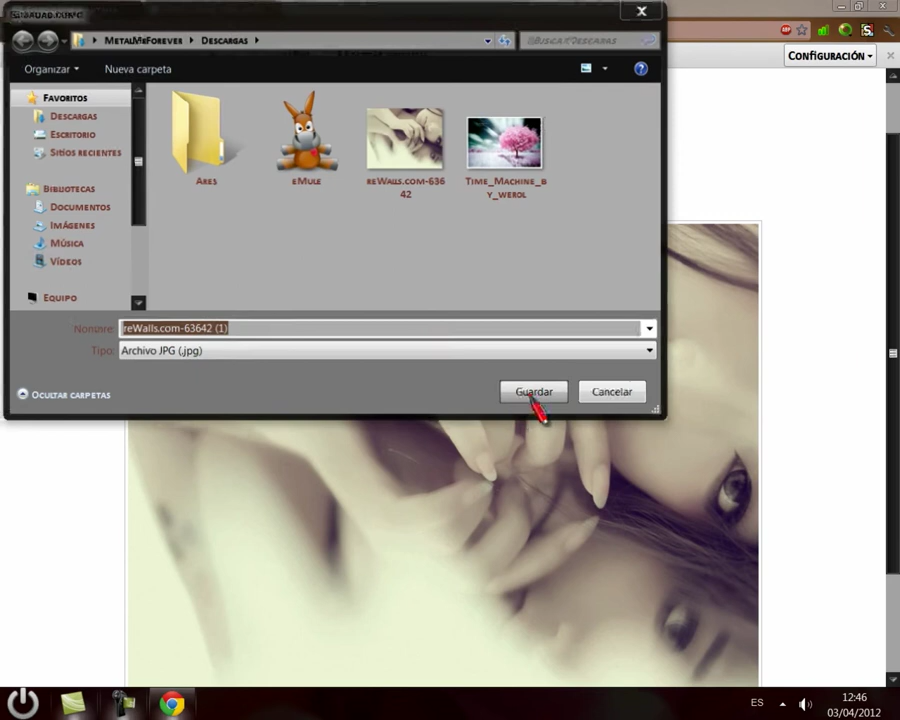 METALMEFOREVER
DESCARGAS
Organizar
Nueva carpeta
CONFIGURACIÓN
FAVORITOS
DESCARGAS
ESCRITORIO
SITIOS RECIENTES
BIBLIOTECAS
DOCUMENTOS
IMÁGENES
MÚSICA
VÍDEOS
EQUIPO
ARES
EMULE
REWALLS.COM-636
42
TIME_MACHINE_B
Y_WEROL
Nombre:
reWalls.com-63642 (1)
Tipo:
Archivo JPG (.jpg)
OCULTAR CARPETAS
Guardar
Cancelar
ABP
ES
12:46
03/04/2012